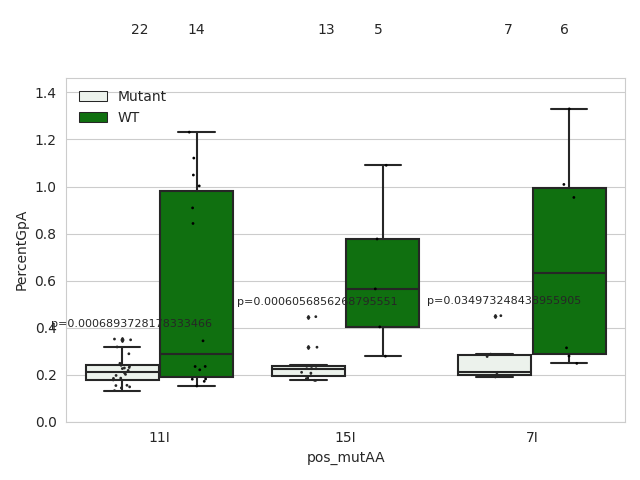 22 14 13 5 7 6
1.4
Mutant
WT
1.2
1.0
0.8
PercentGpA
0.6
p=0.0006056856268795551
p=0.034973248433955905
0.4
p=0.0006893728178333466
0.2
0.0
11I 15I 7I
pos_mutAA